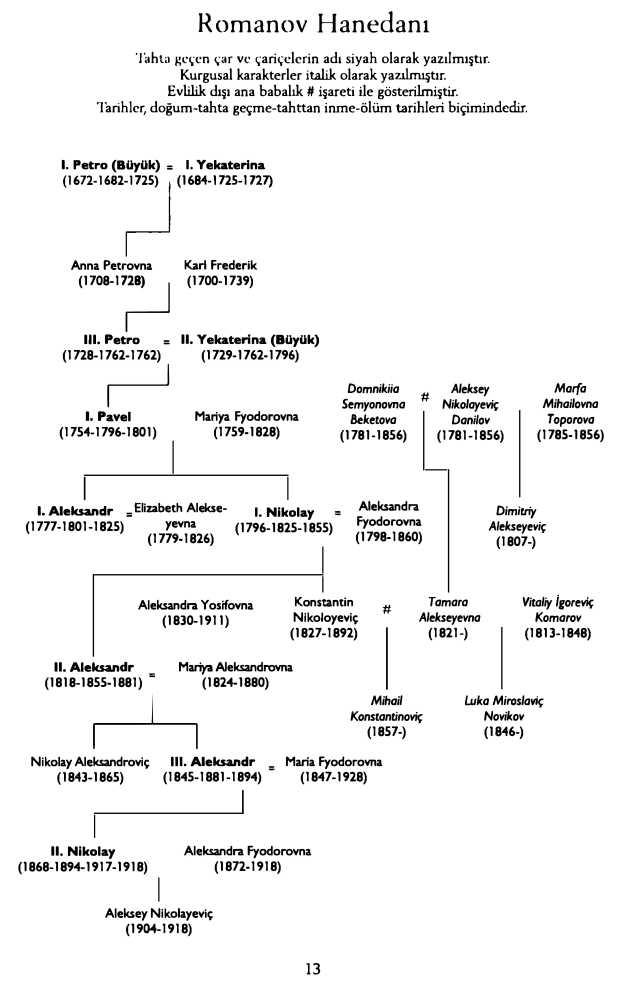 Romanov Hanedanı
Tahta geçen çar ve çariçelerin adı siyah olarak yazılmıştır.
Kurgusal karakterler italik olarak yazılmıştır.
Evlilik dışı ana babalık # işareti ile gösterilmiştir.
Tarihler, doğum-tahta geçme-tahttan inme-ölüm tarihleri biçimindedir.
I. Petro (Büyük) = I. Yekaterina
(1672-1682-1725) (1684-1725-1727)
Anna Petrovna Karl Frederik
(1708-1728) (1700-1739)
III. Petro = II. Yekaterina (Büyük)
(1728-1762-1762) (1729-1762-1796)
Domnikiia
Semyonovna
Beketova
(1781-1856)
#
Aleksey
Nikolayeviç
Danilov
(1781-1856)
Marfa
Mihailovna
Toporova
(1785-1856)
I. Pavel Mariya Fyodorovna
(1754-1796-1801) (1759-1828)
I. Aleksandr
(1777-1801-1825)
=
Elizabeth Alekse-
yevna
(1779-1826)
I. Nikolay
(1796-1825-1855)
=
Aleksandra
Fyodorovna
(1798-1860)
Dimitriy
Alekseyeviç
(1807-)
Aleksandra Yosifovna
(1830-1911)
Konstantin
Nikoloyeviç
(1827-1892)
#
Tamara
Alekseyevna
(1821-)
Vitaliy İgoreviç
Komarov
(1813-1848)
II. Aleksandr = Mariya Aleksandrovna
(1818-1855-1881) (1824-1880)
Mihail
Konstantinoviç
(1857-)
Luka Miroslaviç
Novikov
(1846-)
Nikolay Aleksandroviç III. Aleksandr = Maria Fyodorovna
(1843-1865) (1845-1881-1894) (1847-1928)
II. Nikolay Aleksandra Fyodorovna
(1868-1894-1917-1918) (1872-1918)
Aleksey Nikolayeviç
(1904-1918)
13